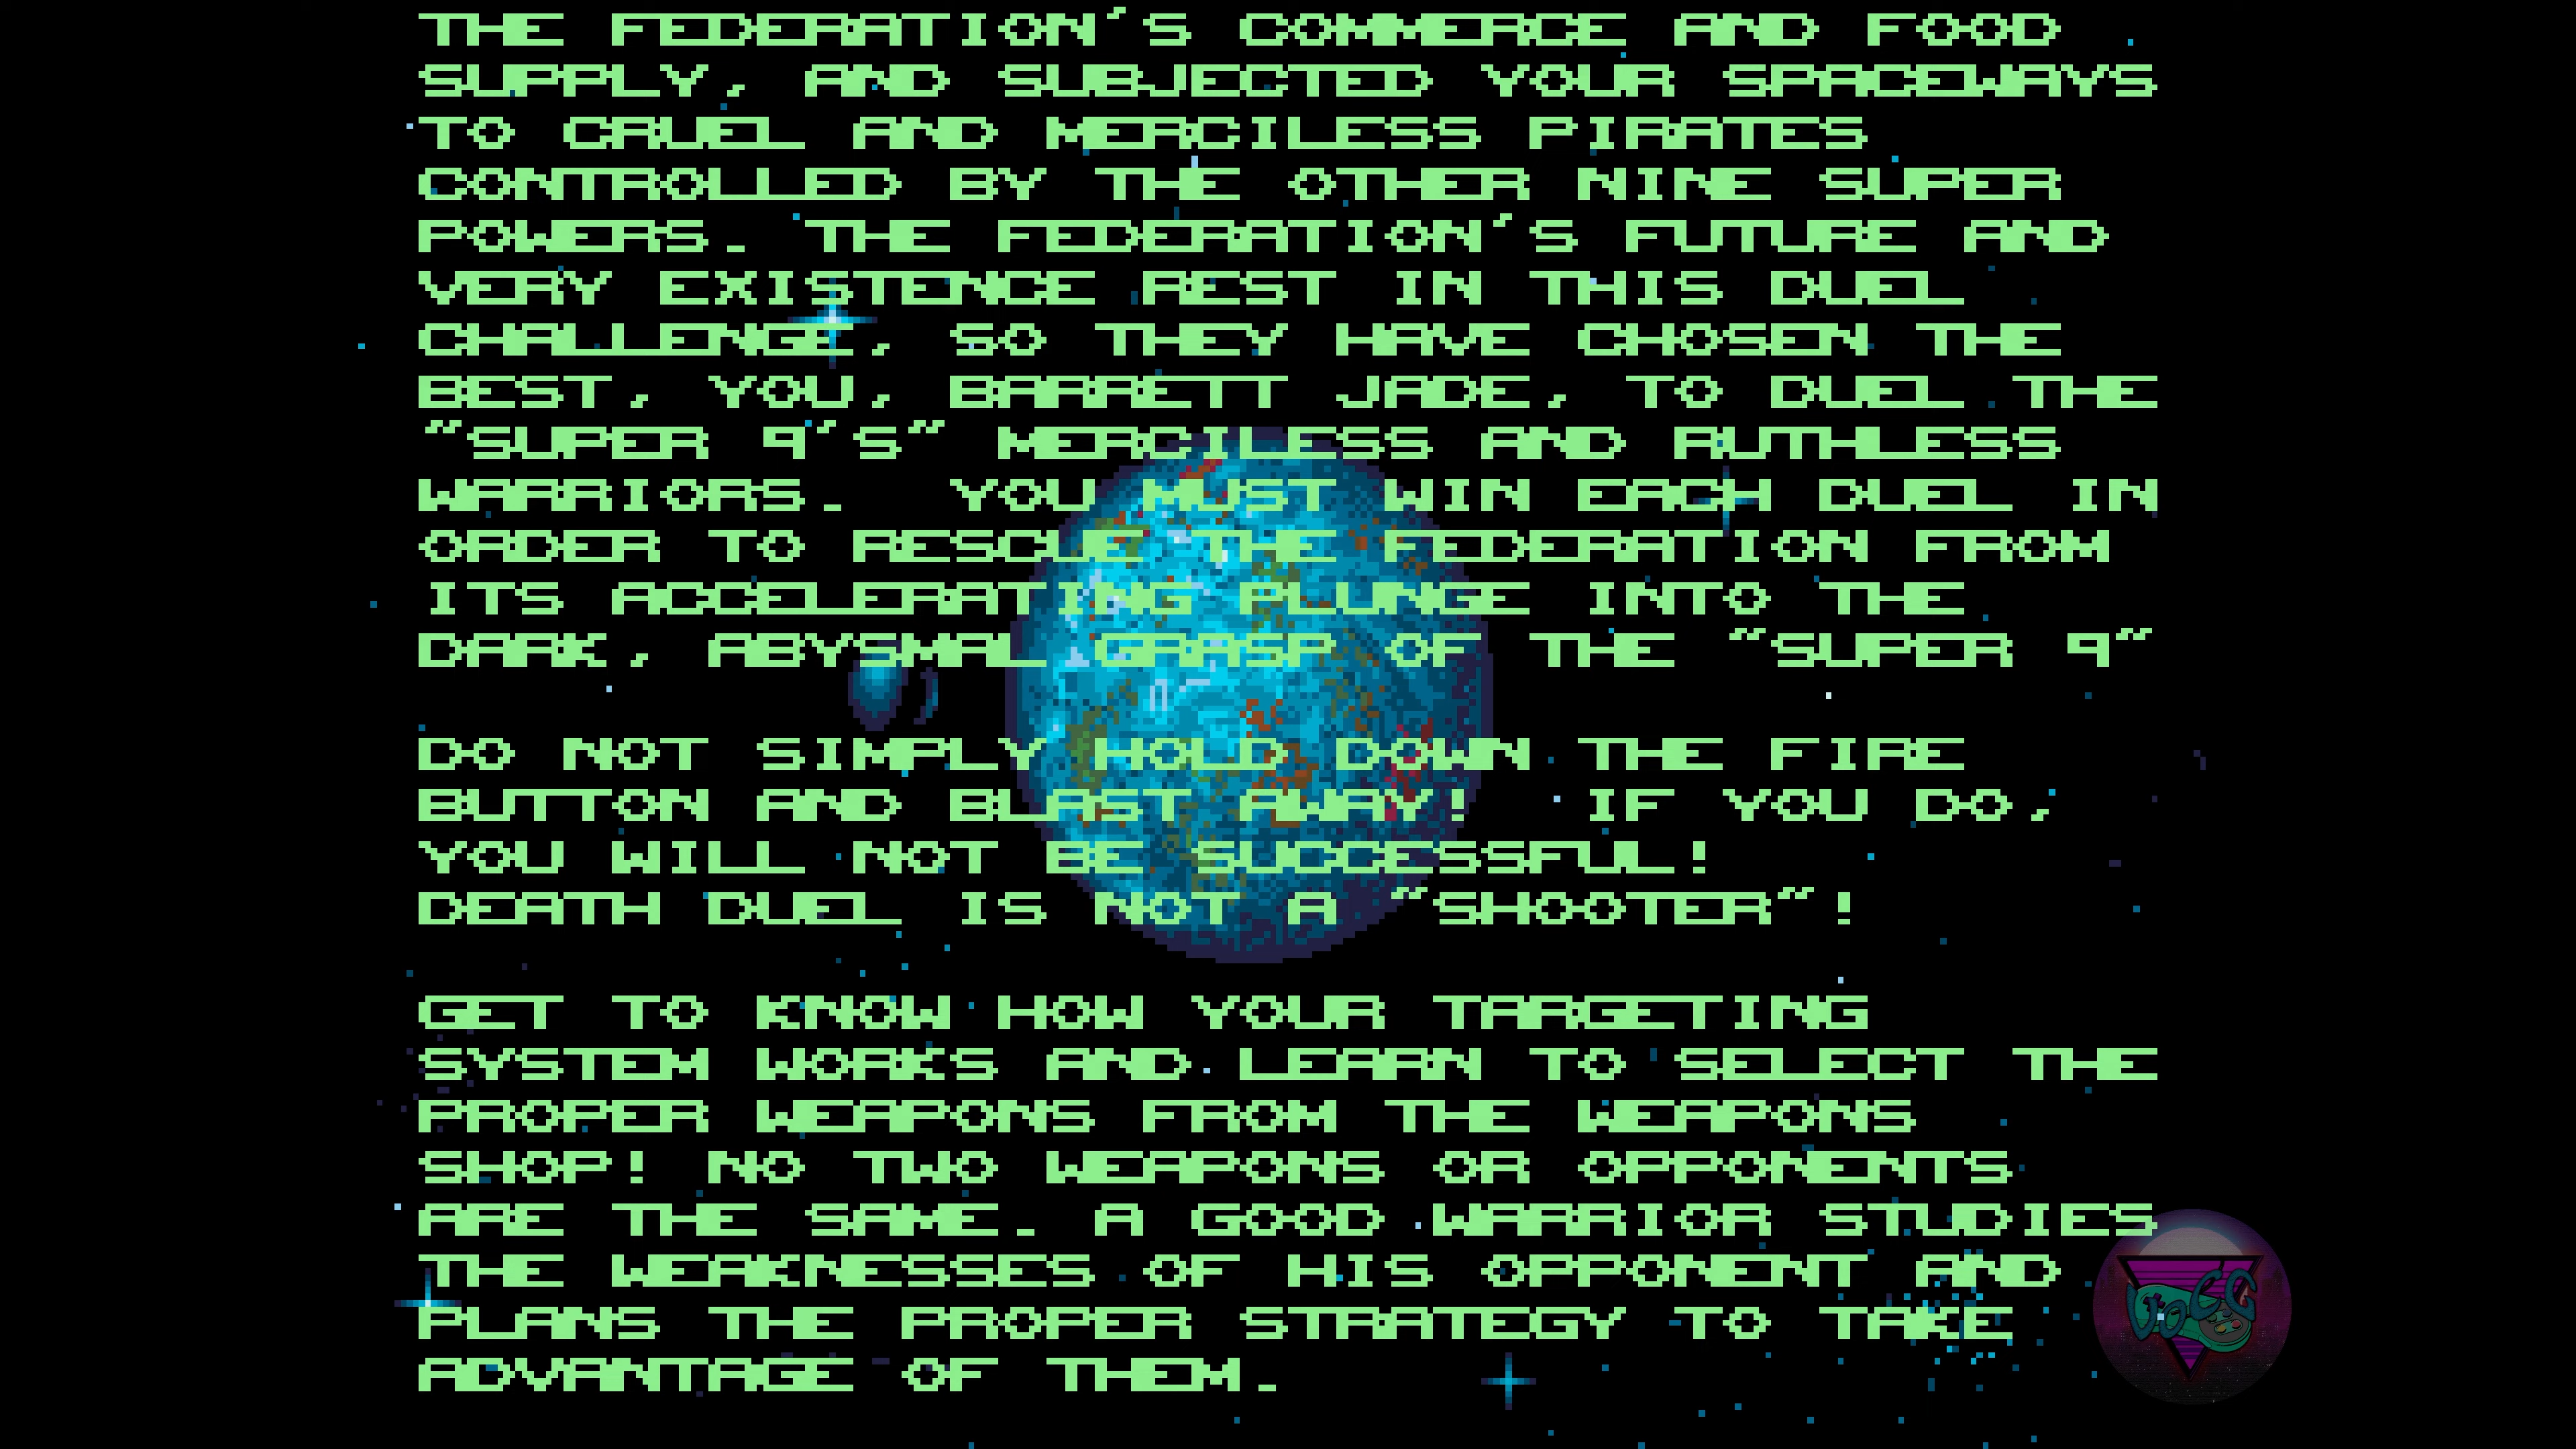 THE FEDERATION'S COMMERCE AND FOOD
SUPPLY, AND SUBJECTED YOUR SPACEWAYS
TO CRUEL AND MERCILESS PIRATES
CONTROLLED BY THE OTHER NINE SUPER
POWERS. THE FEDERATION'S FUTURE AND
VERY EXISTENCE REST IN THIS DUEL
CHALLENGE, SO THEY HAVE CHOSEN THE
BEST, YOU, BARRETT JADE, TO DUEL THE
"SUPER 9'S" MERCILESS AND RUTHLESS
WARRIORS. YOU MUST WIN EACH DUEL IN
ORDER TO RESCUE THE FEDERATION FROM
ITS ACCELERATING PLUNGE INTO THE
DARK, ABYSMAL GRASP OF THE "SUPER 9"
DO NOT SIMPLY HOLD DOWN THE FIRE
BUTTON AND BLAST AWAY! IF YOU DO,
YOU WILL NOT BE SUCCESSFUL!
DEATH DUEL IS NOT A "SHOOTER"!
GET TO KNOW HOW YOUR TARGETING
SYSTEM WORKS AND LEARN TO SELECT THE
PROPER WEAPONS FROM THE WEAPONS
SHOP! NO TWO WEAPONS OR OPPONENTS
ARE THE SAME. A GOOD WARRIOR STUDIES
THE WEAKNESSES OF HIS OPPONENT AND
PLANS THE PROPER STRATEGY TO TAKE
ADVANTAGE OF THEM.